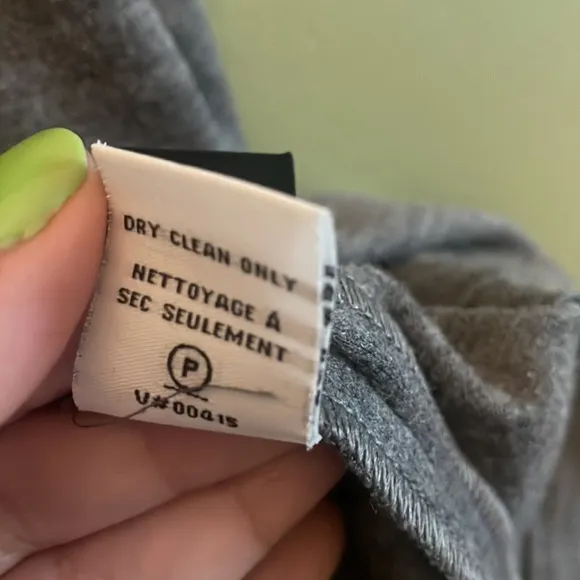 DRY CLEAN ONLY
NETTOYAGE A
SEC SEULEMENT
P
V#00415